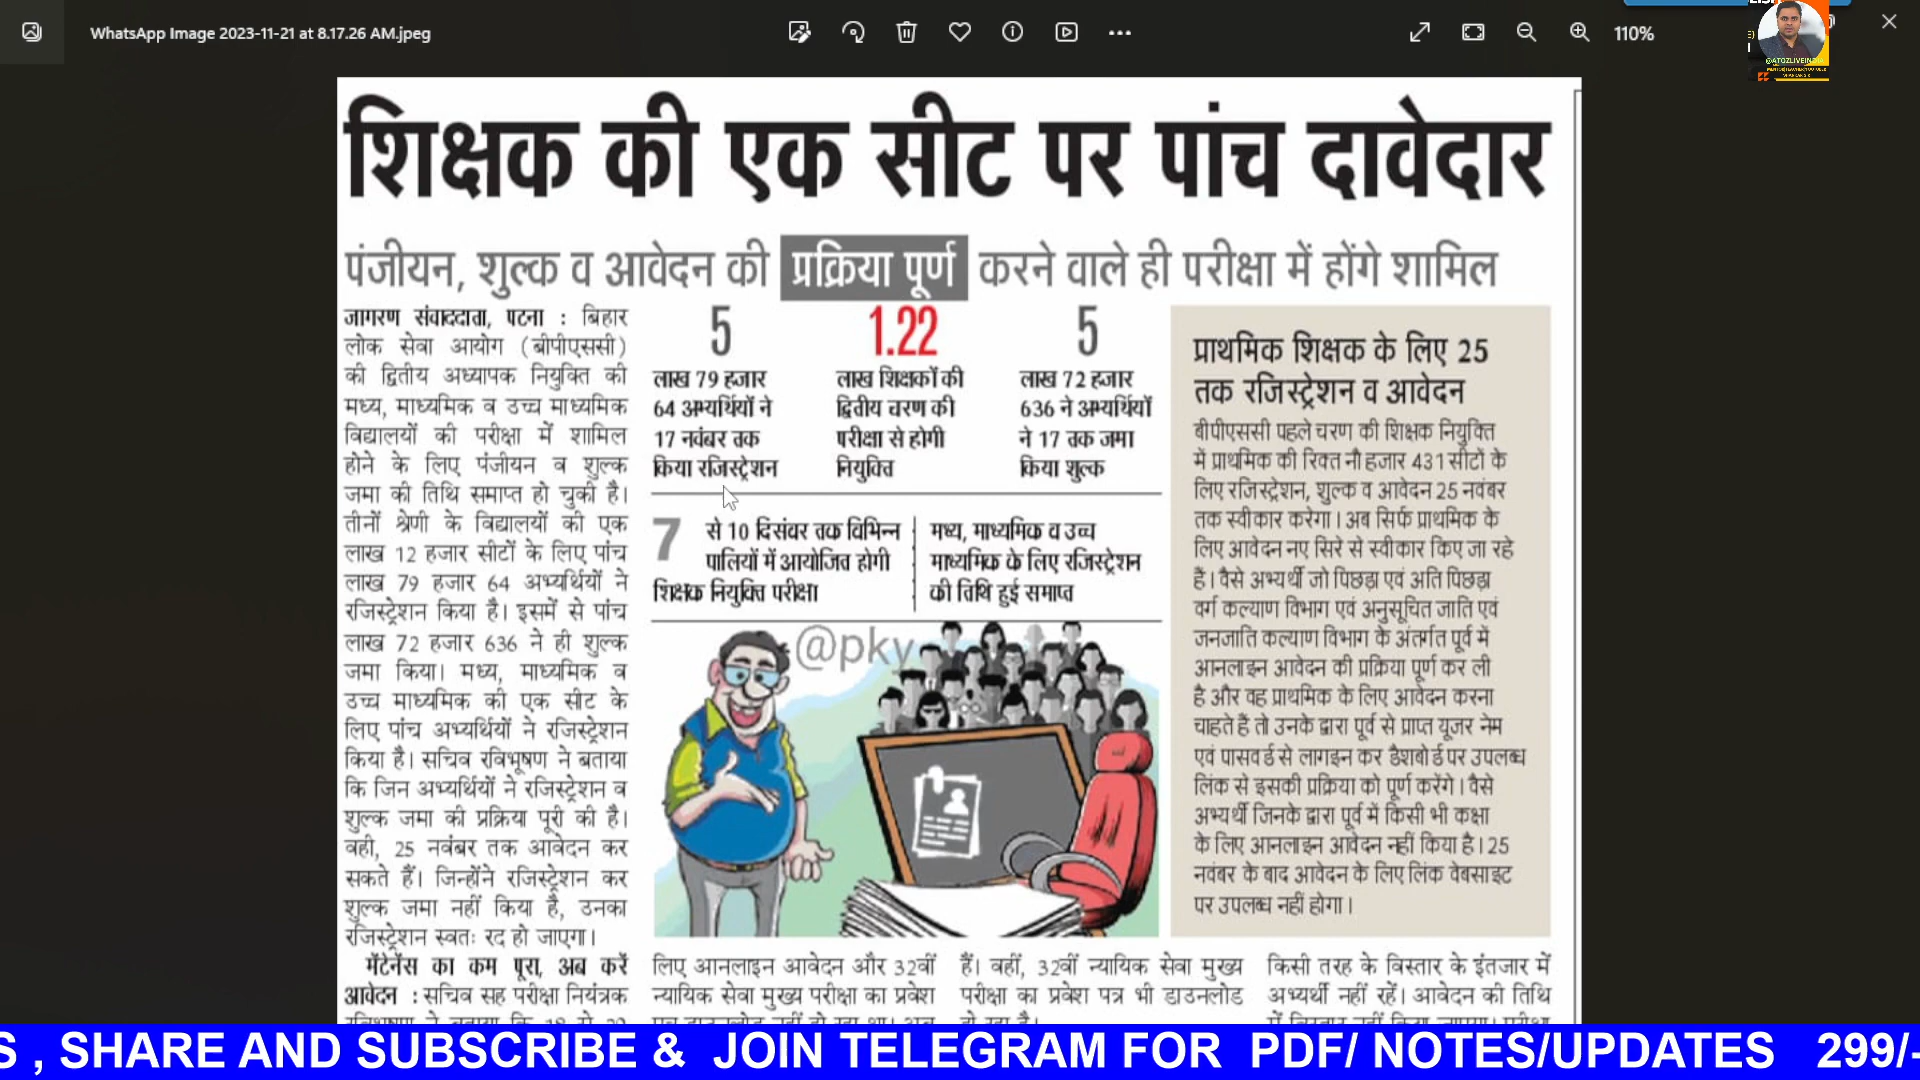 WhatsApp Image 2023-11-21 at 8.17.26 AM.jpeg
110%
@ATOZLIVEINDIA
शिक्षक की एक सीट पर पांच दावेदार
पंजीयन, शुल्क व आवेदन की प्रक्रिया पूर्ण करने वाले ही परीक्षा में होंगे शामिल
जागरण संवाददाता, पटना : बिहार
लोक सेवा आयोग (बीपीएससी)
की द्वितीय अध्यापक नियुक्ति की
मध्य, माध्यमिक व उच्च माध्यमिक
विद्यालयों की परीक्षा में शामिल
होने के लिए पंजीयन व शुल्क
जमा की तिथि समाप्त हो चुकी है।
तीनों श्रेणी के विद्यालयों की एक
लाख 12 हजार सीटों के लिए पांच
लाख 79 हजार 64 अभ्यर्थियों ने
रजिस्ट्रेशन किया है। इसमें से पांच
लाख 72 हजार 636 ने ही शुल्क
जमा किया। मध्य, माध्यमिक व
उच्च माध्यमिक की एक सीट के
लिए पांच अभ्यर्थियों ने रजिस्ट्रेशन
किया है। सचिव रविभूषण ने बताया
कि जिन अभ्यर्थियों ने रजिस्ट्रेशन व
शुल्क जमा की प्रक्रिया पूरी की है।
वही, 25 नवंबर तक आवेदन कर
सकते हैं। जिन्होंने रजिस्ट्रेशन कर
शुल्क जमा नहीं किया है, उनका
रजिस्ट्रेशन स्वतः रद हो जाएगा।
मेंटेनेंस का कम पूरा, अब करें
आवेदन : सचिव सह परीक्षा नियंत्रक
5
लाख 79 हजार
64 अभ्यर्थियों ने
17 नवंबर तक
किया रजिस्ट्रेशन
1.22
लाख शिक्षकों की
द्वितीय चरण की
परीक्षा से होगी
नियुक्ति
5
लाख 72 हजार
636 ने अभ्यर्थियों
ने 17 तक जमा
किया शुल्क
7 से 10 दिसंबर तक विभिन्न
पालियों में आयोजित होगी
शिक्षक नियुक्ति परीक्षा
मध्य, माध्यमिक व उच्च
माध्यमिक के लिए रजिस्ट्रेशन
की तिथि हुई समाप्त
@pky
लिए आनलाइन आवेदन और 32वीं
न्यायिक सेवा मुख्य परीक्षा का प्रवेश
हैं। वहीं, 32वीं न्यायिक सेवा मुख्य
परीक्षा का प्रवेश पत्र भी डाउनलोड
हो रहा है।
किसी तरह के विस्तार के इंतजार में
अभ्यर्थी नहीं रहें। आवेदन की तिथि
प्राथमिक शिक्षक के लिए 25
तक रजिस्ट्रेशन व आवेदन
बीपीएससी पहले चरण की शिक्षक नियुक्ति
में प्राथमिक की रिक्त नौ हजार 431 सीटों के
लिए रजिस्ट्रेशन, शुल्क व आवेदन 25 नवंबर
तक स्वीकार करेगा। अब सिर्फ प्राथमिक के
लिए आवेदन नए सिरे से स्वीकार किए जा रहे
हैं। वैसे अभ्यर्थी जो पिछड़ा एवं अति पिछड़ा
वर्ग कल्याण विभाग एवं अनुसूचित जाति एवं
जनजाति कल्याण विभाग के अंतर्गत पूर्व में
आनलाइन आवेदन की प्रक्रिया पूर्ण कर ली
है और वह प्राथमिक के लिए आवेदन करना
चाहते हैं तो उनके द्वारा पूर्व से प्राप्त यूजर नेम
एवं पासवर्ड से लागइन कर डैशबोर्ड पर उपलब्ध
लिंक से इसकी प्रक्रिया को पूर्ण करेंगे। वैसे
अभ्यर्थी जिनके द्वारा पूर्व में किसी भी कक्षा
के लिए आनलाइन आवेदन नहीं किया है। 25
नवंबर के बाद आवेदन के लिए लिंक वेबसाइट
पर उपलब्ध नहीं होगा।
S , SHARE AND SUBSCRIBE & JOIN TELEGRAM FOR PDF/ NOTES/UPDATES 299/-